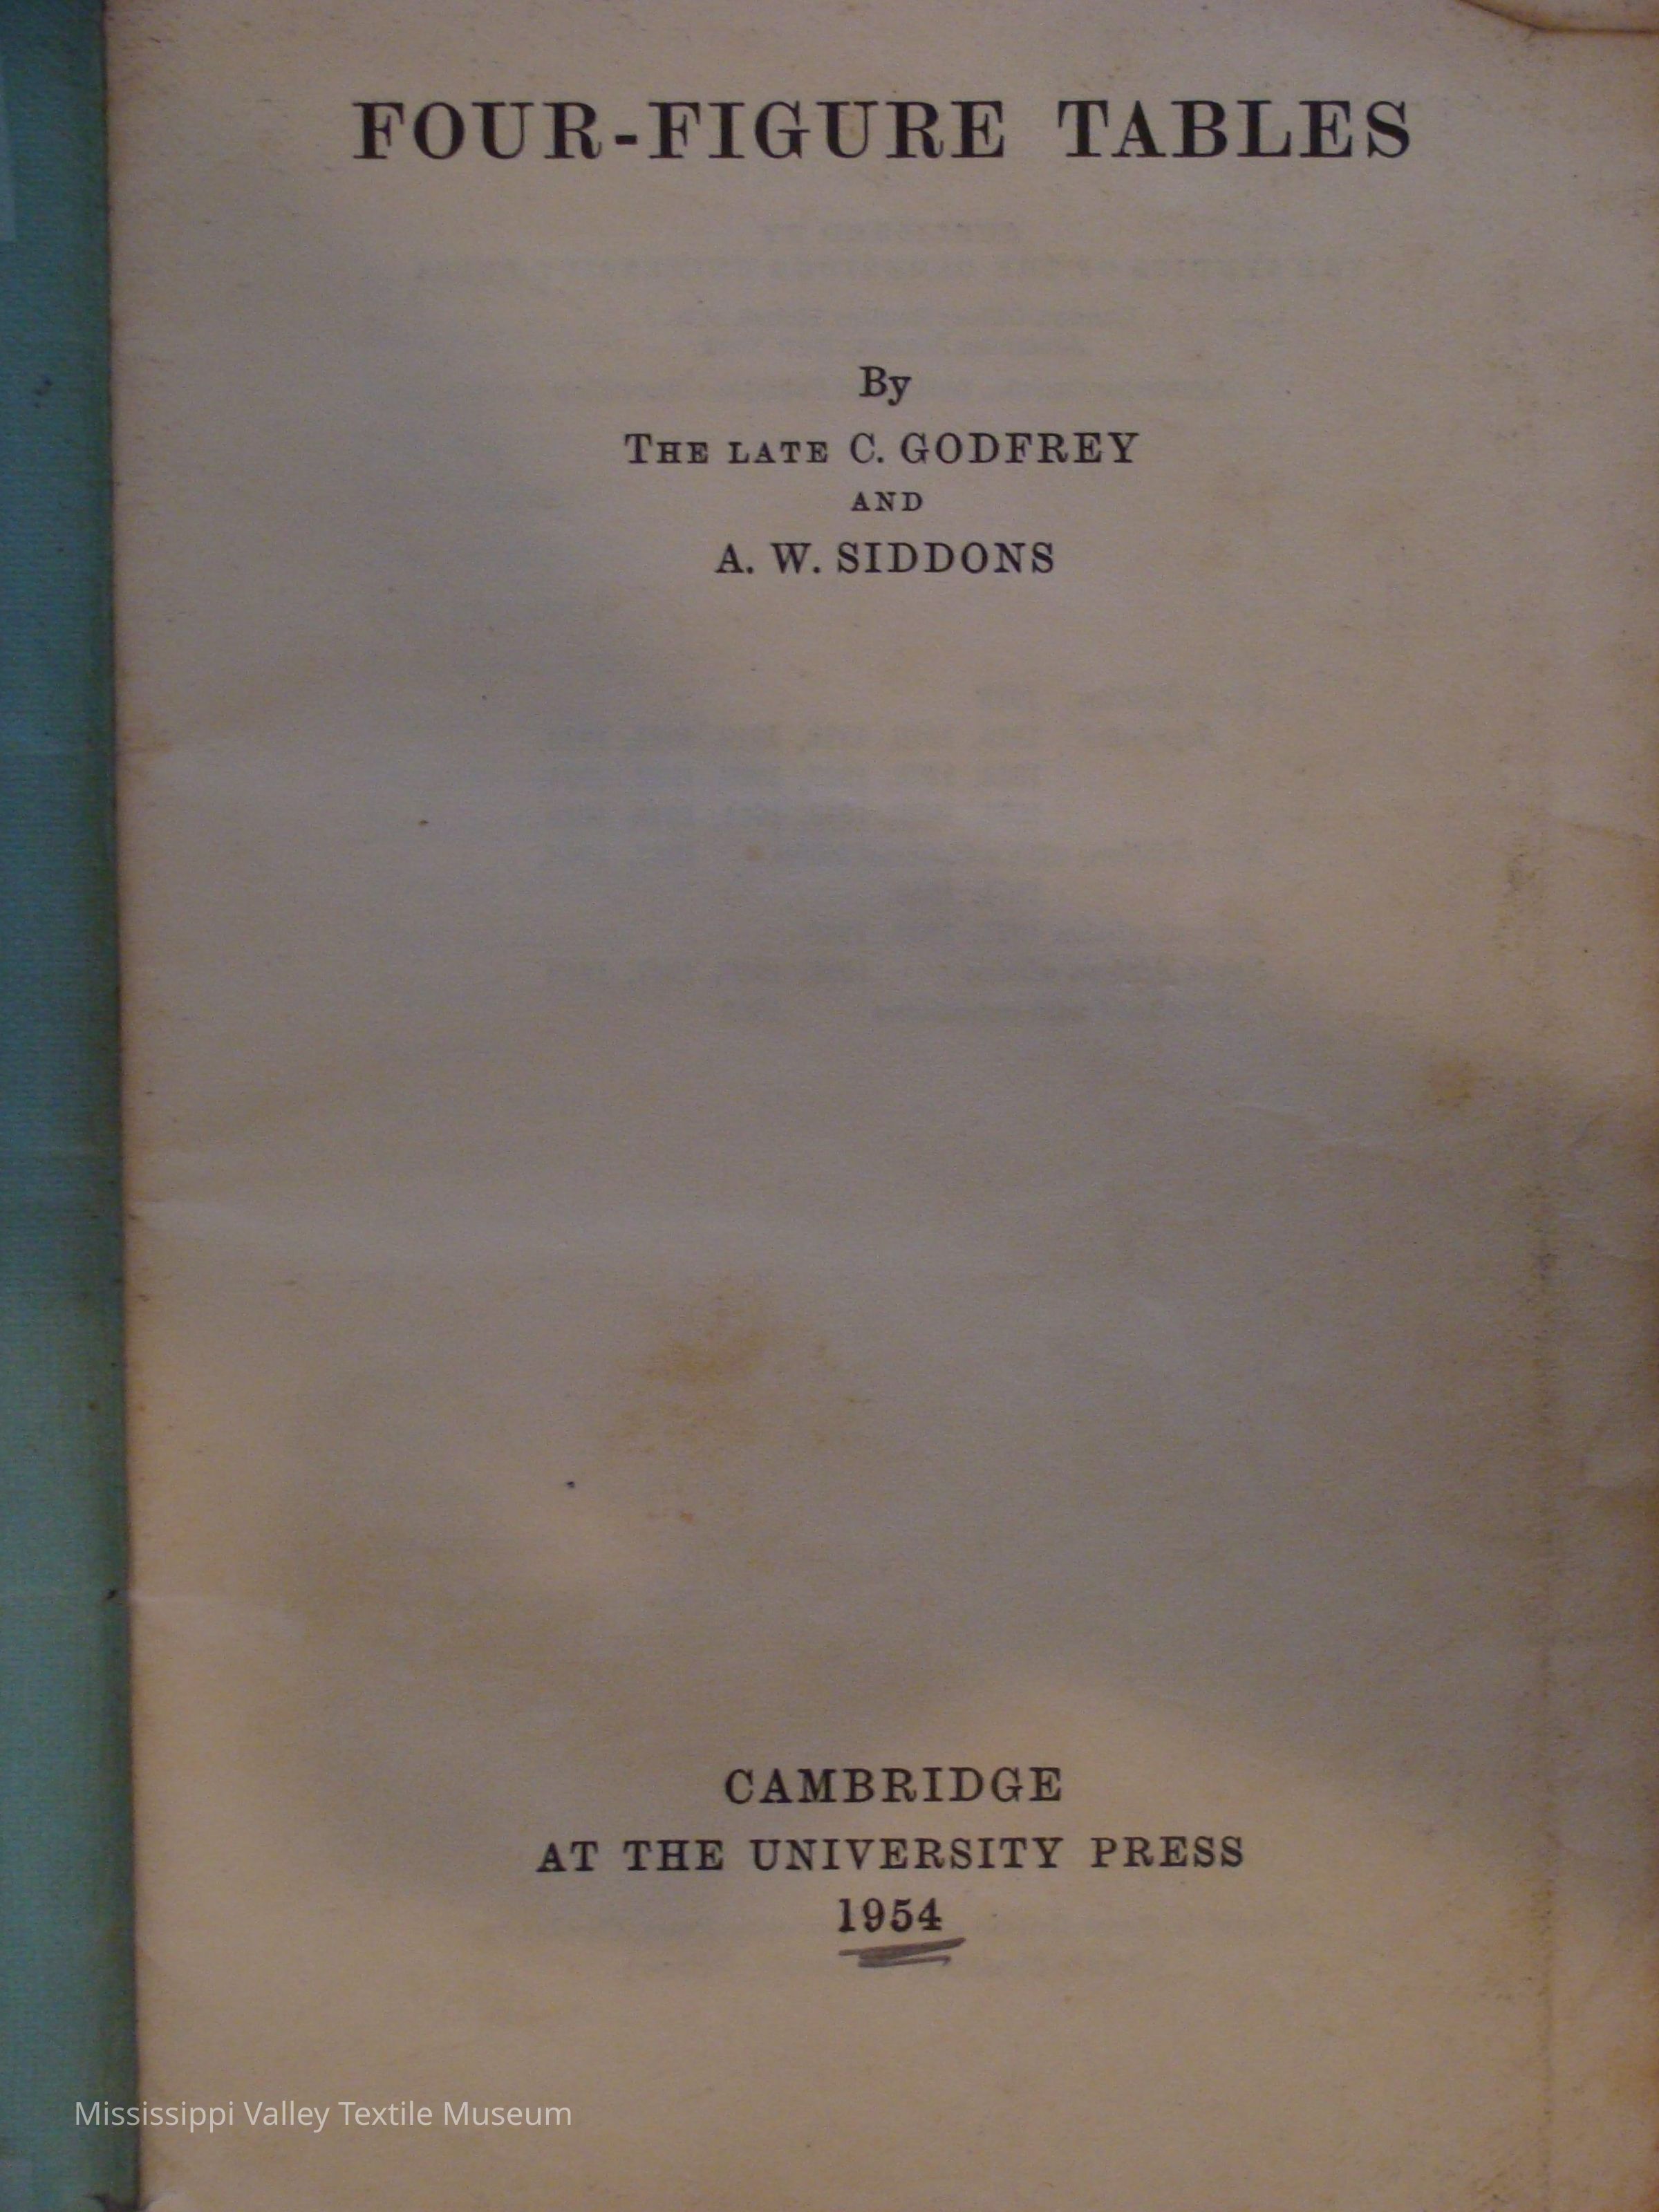 FOUR-FIGURE TABLES
By
THE LATE C. GODFREY
AND
A. W. SIDDONS
CAMBRIDGE
AT THE UNIVERSITY PRESS
1954
Mississippi Valley Textile Museum